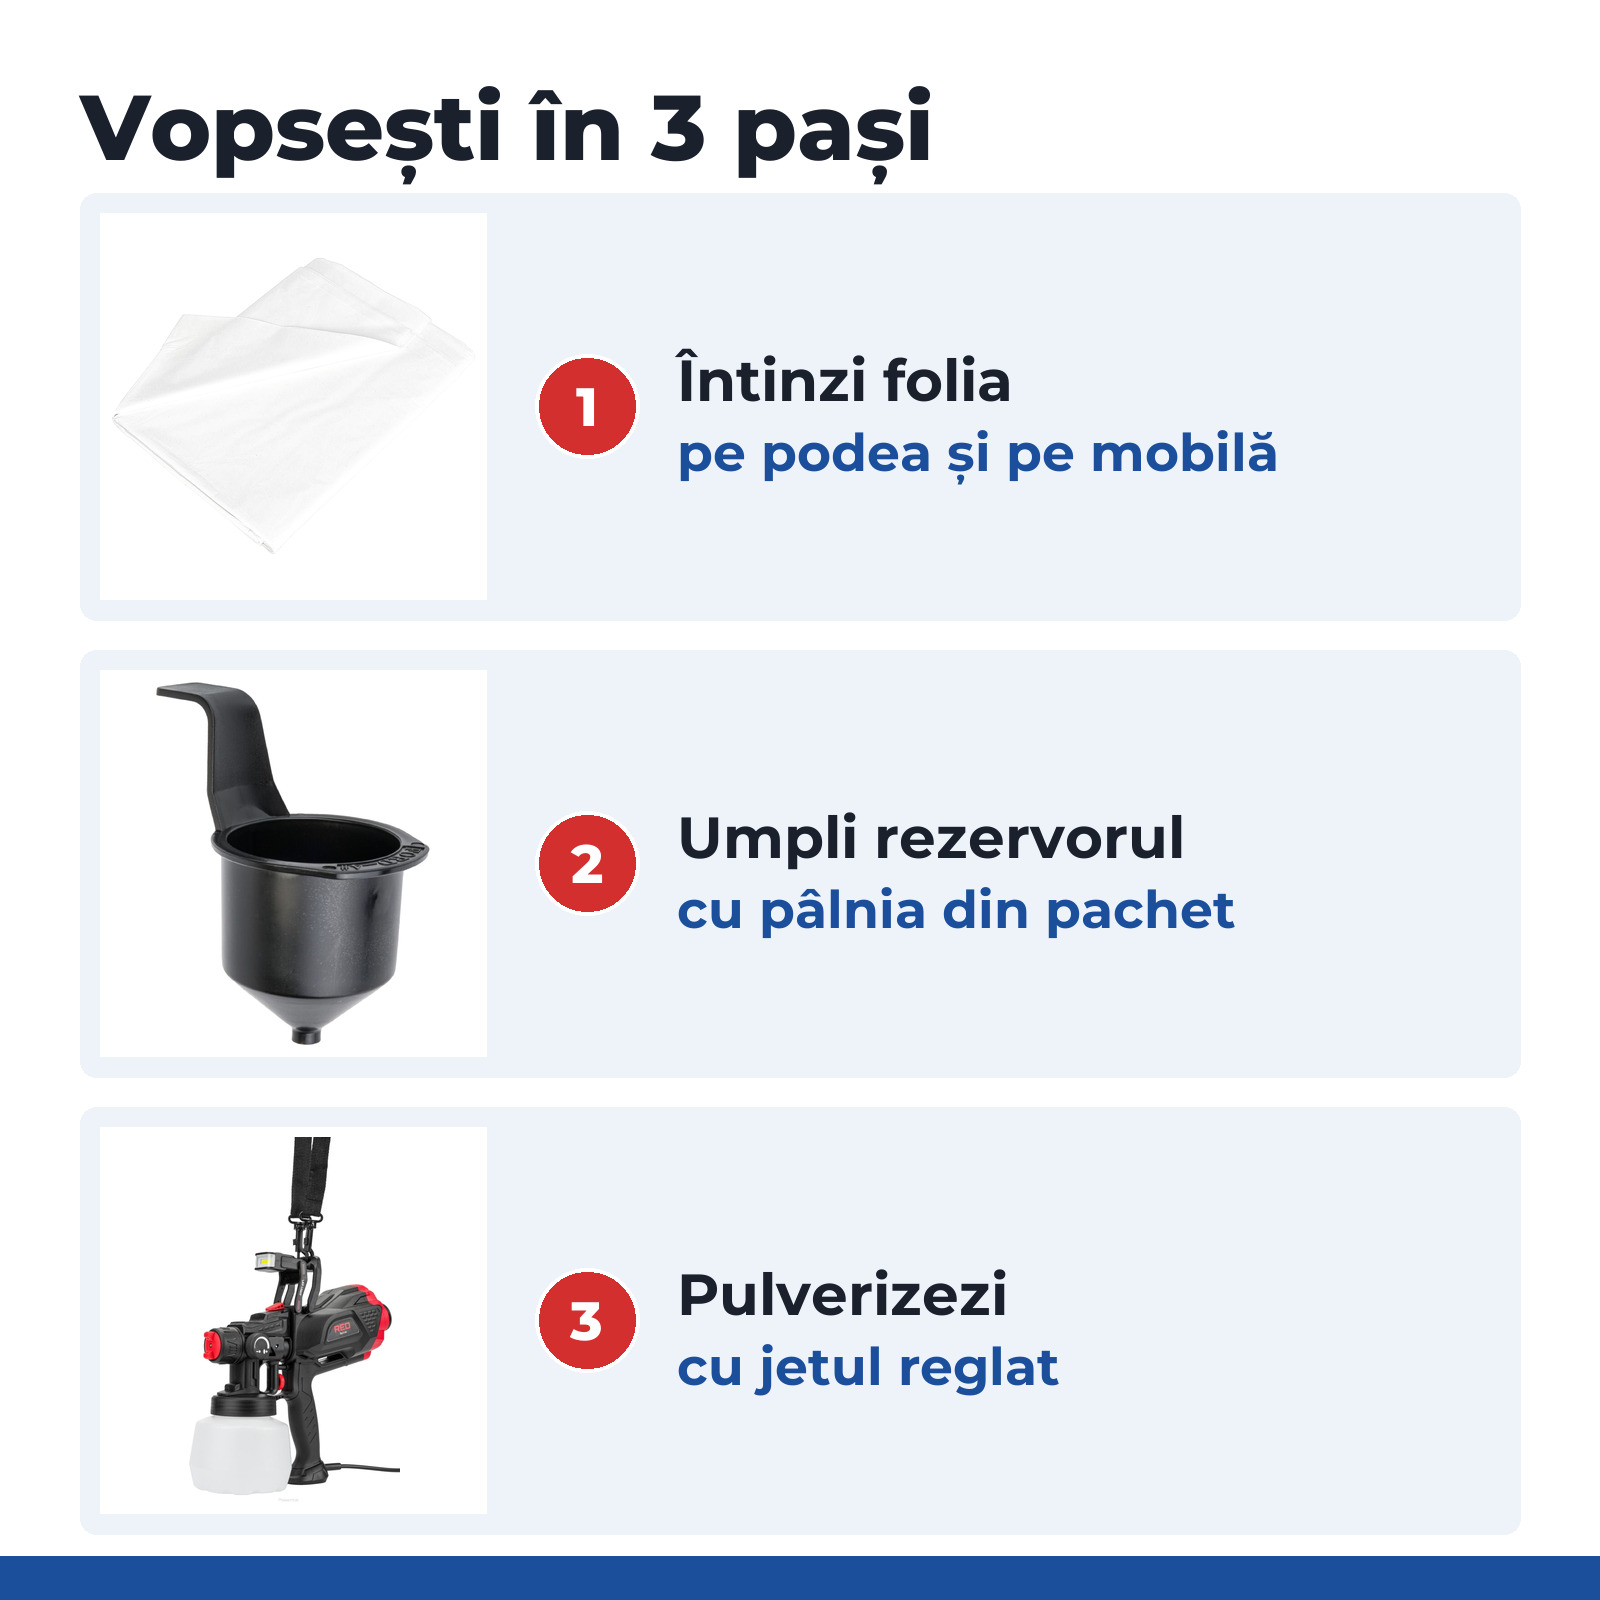 Vopsești în 3 pași
1
Întinzi folia
pe podea și pe mobilă
2
Umpli rezervorul
cu pâlnia din pachet
RED
3
Pulverizezi
cu jetul reglat